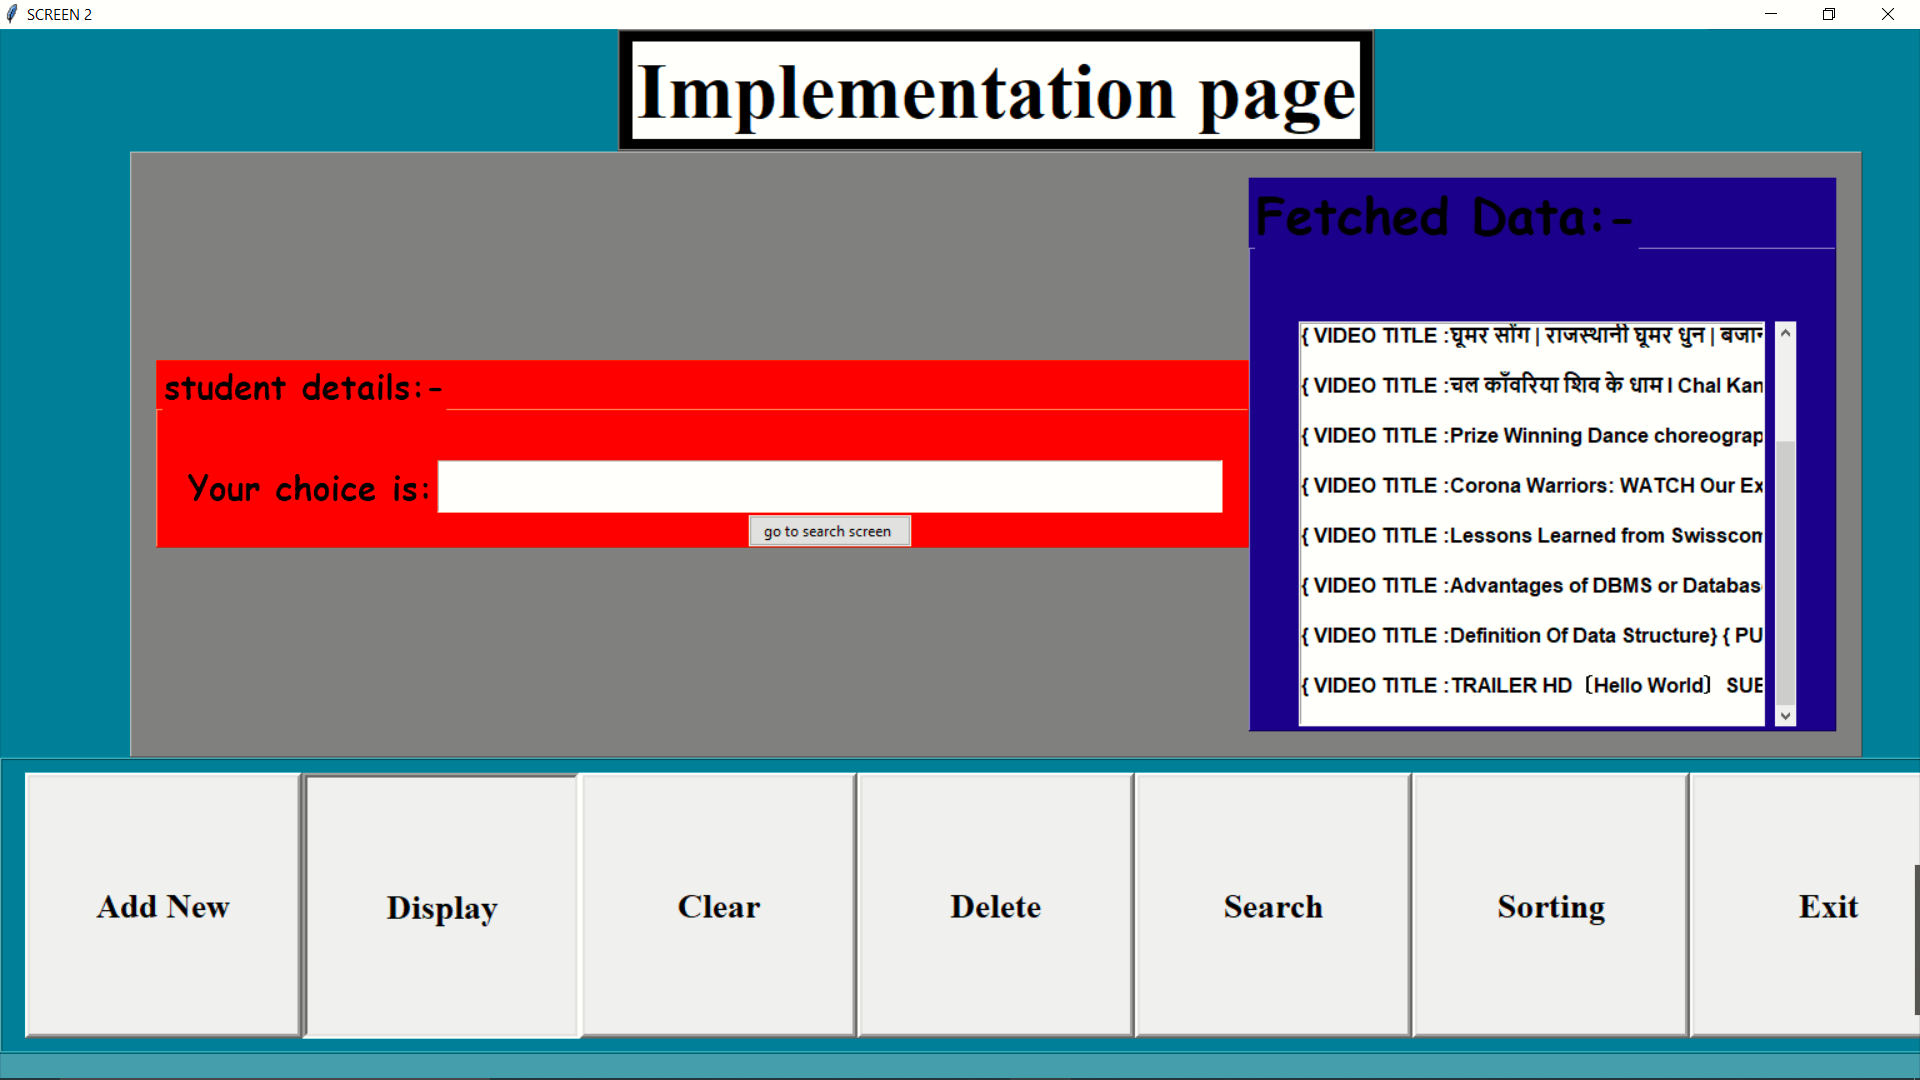 SCREEN 2
Implementation page
Fetched Data:-
{ VIDEO TITLE :घूमर सोंग | राजस्थानी घूमर धुन |
{ VIDEO TITLE :चल काँवरिया शिव के धाम I Chal Kan
{ VIDEO TITLE :Prize Winning Dance choreograp
{ VIDEO TITLE :Corona Warriors: WATCH Our Ex
{ VIDEO TITLE :Lessons Learned from Swisscom
{ VIDEO TITLE :Advantages of DBMS or Databas
{ VIDEO TITLE :Definition Of Data Structure} { PU
{ VIDEO TITLE :TRAILER HD〔Hello World〕 SUB
student details:-
Your choice is:
go to search screen
Add New
Display
Clear
Delete
Search
Sorting
Exit